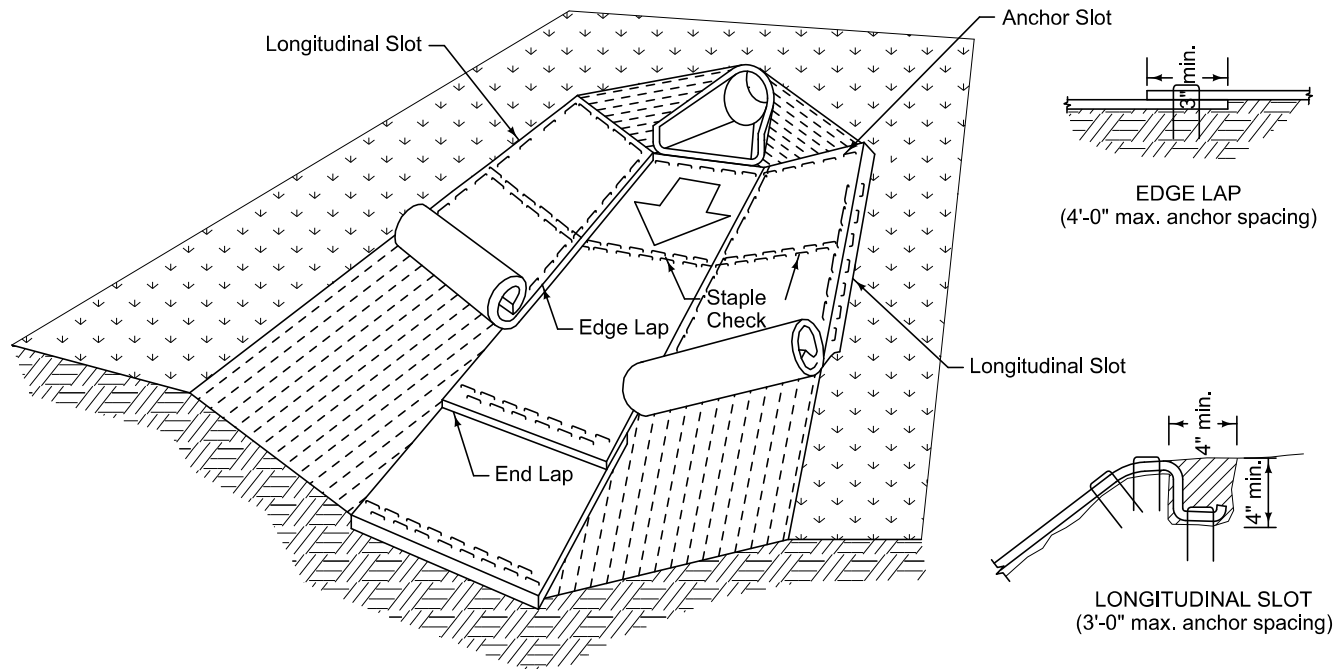 Longitudinal Slot
Anchor Slot
Staple
Check
Edge Lap
Longitudinal Slot
End Lap
3" min.
EDGE LAP
(4'-0" max. anchor spacing)
4" min.
4" min.
LONGITUDINAL SLOT
(3'-0" max. anchor spacing)